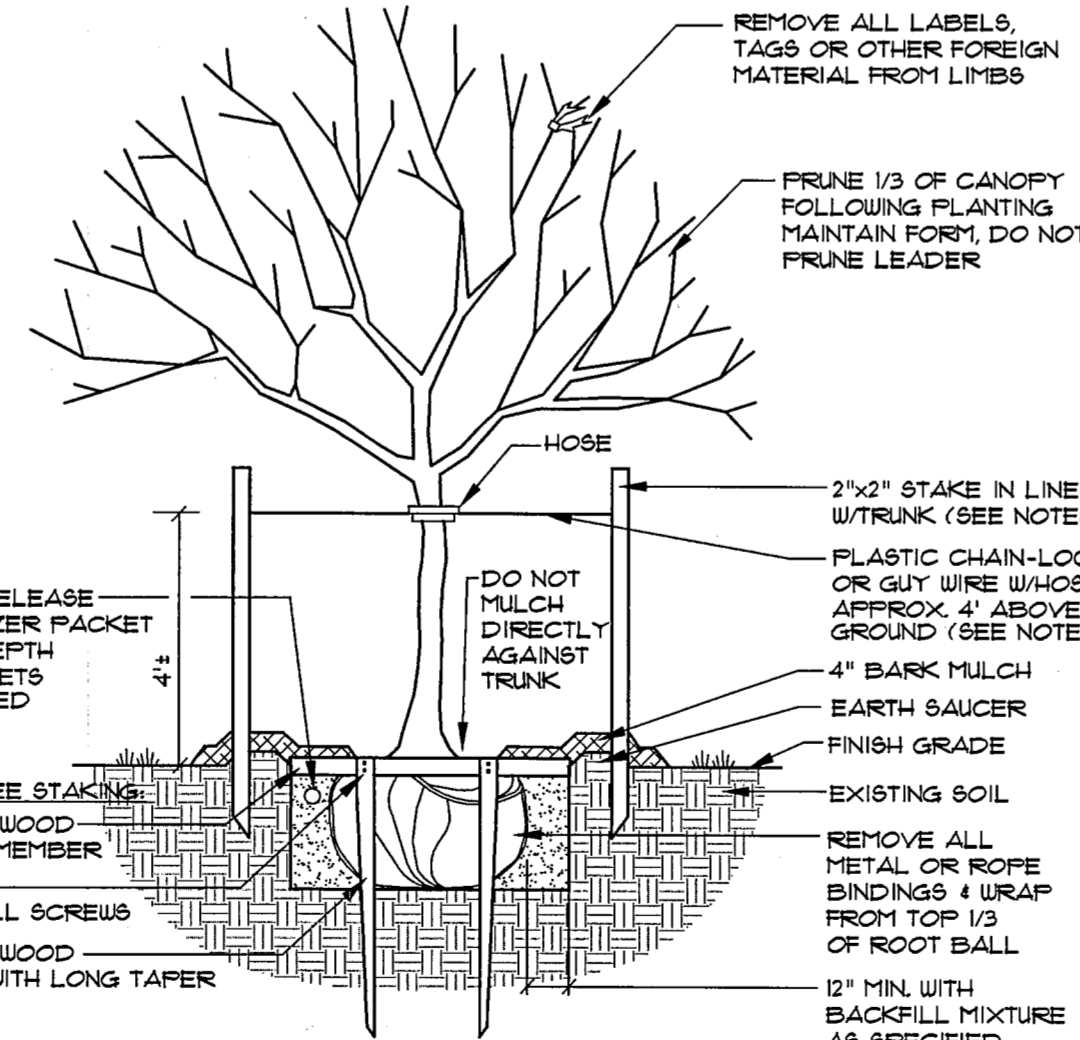 REMOVE ALL LABELS,
TAGS OR OTHER FOREIGN
MATERIAL FROM LIMBS
PRUNE 1/3 OF CANOPY
FOLLOWING PLANTING
MAINTAIN FORM, DO NOT
PRUNE LEADER
HOSE
2"x2" STAKE IN LINE
W/TRUNK (SEE NOTE
PLASTIC CHAIN-LOC
OR GUY WIRE W/HOS
APPROX. 4' ABOVE
GROUND (SEE NOTE
DO NOT
MULCH
DIRECTLY
AGAINST
TRUNK
ELEASE
ZER PACKET
EPTH
ETS
ED
4'±
4" BARK MULCH
EARTH SAUCER
FINISH GRADE
EXISTING SOIL
EE STAKING:
WOOD
MEMBER
LL SCREWS
WOOD
WITH LONG TAPER
REMOVE ALL
METAL OR ROPE
BINDINGS & WRAP
FROM TOP 1/3
OF ROOT BALL
12" MIN. WITH
BACKFILL MIXTURE
AS SPECIFIED